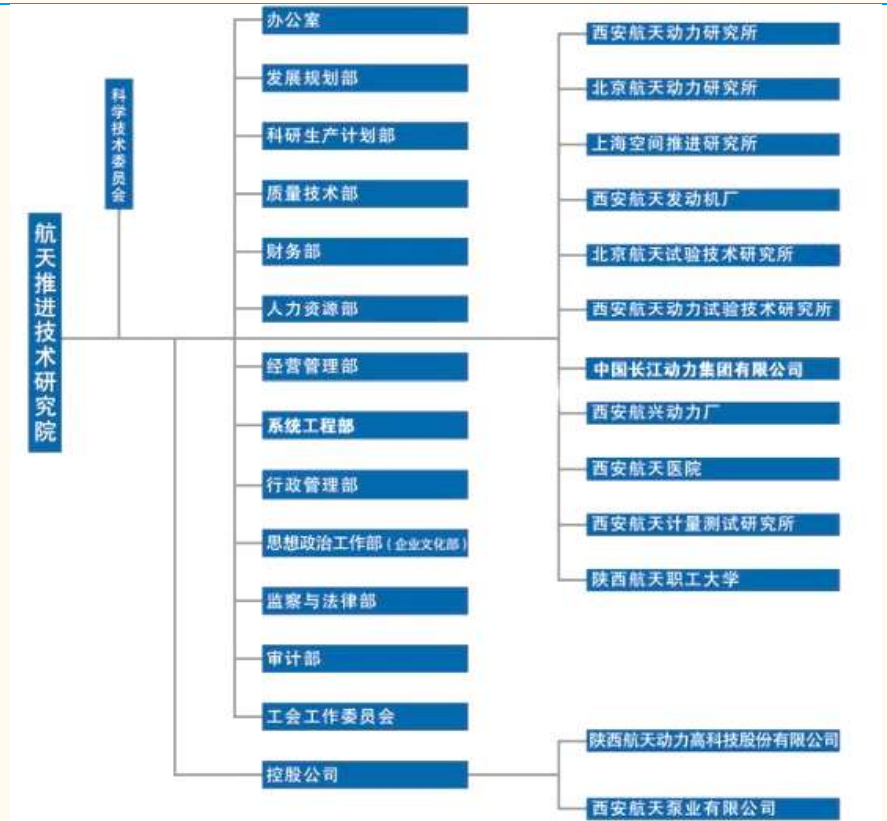 航天推进技术研究院
科学技术委员会
办公室
发展规划部
科研生产计划部
质量技术部
财务部
人力资源部
经营管理部
系统工程部
行政管理部
思想政治工作部(企业文化部)
监察与法律部
审计部
工会工作委员会
控股公司
西安航天动力研究所
北京航天动力研究所
上海空间推进研究所
西安航天发动机厂
北京航天试验技术研究所
西安航天动力试验技术研究所
中国长江动力集团有限公司
西安航兴动力厂
西安航天医院
西安航天计量测试研究所
陕西航天职工大学
陕西航天动力高科技股份有限公司
西安航天泵业有限公司